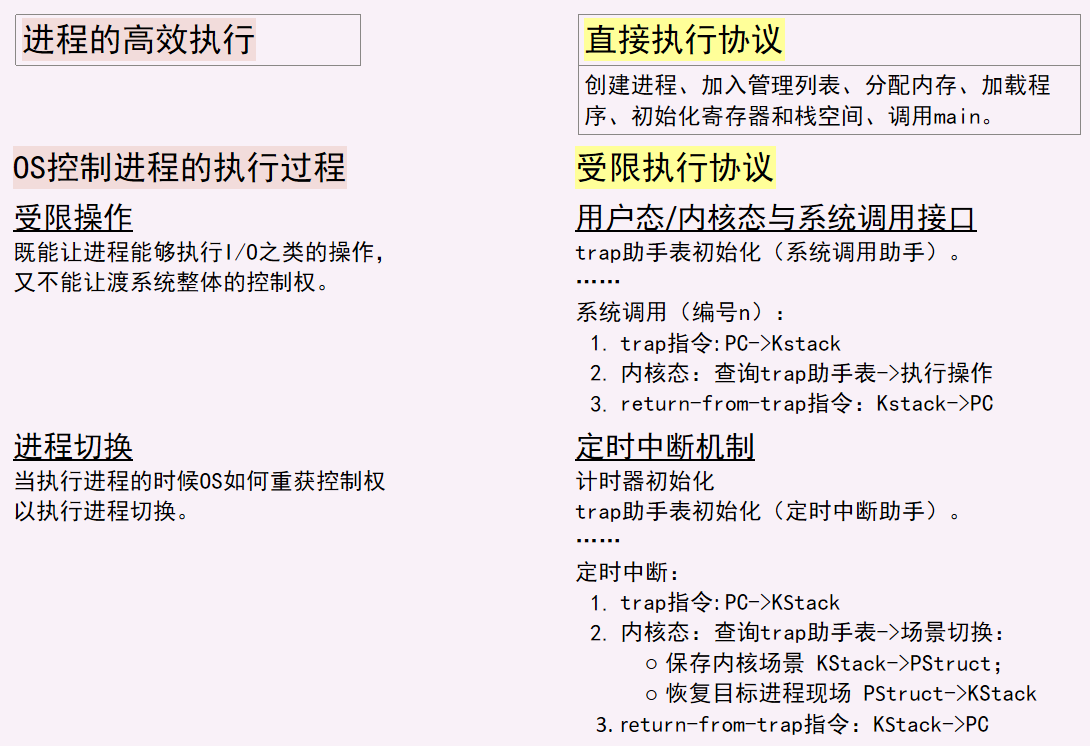 进程的高效执行
直接执行协议
创建进程、加入管理列表、分配内存、加载程
序、初始化寄存器和栈空间、调用main。
OS控制进程的执行过程
受限执行协议
受限操作
既能让进程能够执行I/O之类的操作，
又不能让渡系统整体的控制权。
用户态/内核态与系统调用接口
trap助手表初始化（系统调用助手）。
……
系统调用（编号n）：
1. trap指令:PC->Kstack
2. 内核态：查询trap助手表->执行操作
3. return-from-trap指令：Kstack->PC
进程切换
当执行进程的时候OS如何重获控制权
以执行进程切换。
定时中断机制
计时器初始化
trap助手表初始化（定时中断助手）。
……
定时中断：
1. trap指令:PC->KStack
2. 内核态：查询trap助手表->场景切换：
○ 保存内核场景 KStack->PStruct；
○ 恢复目标进程现场 PStruct->KStack
3. return-from-trap指令：KStack->PC